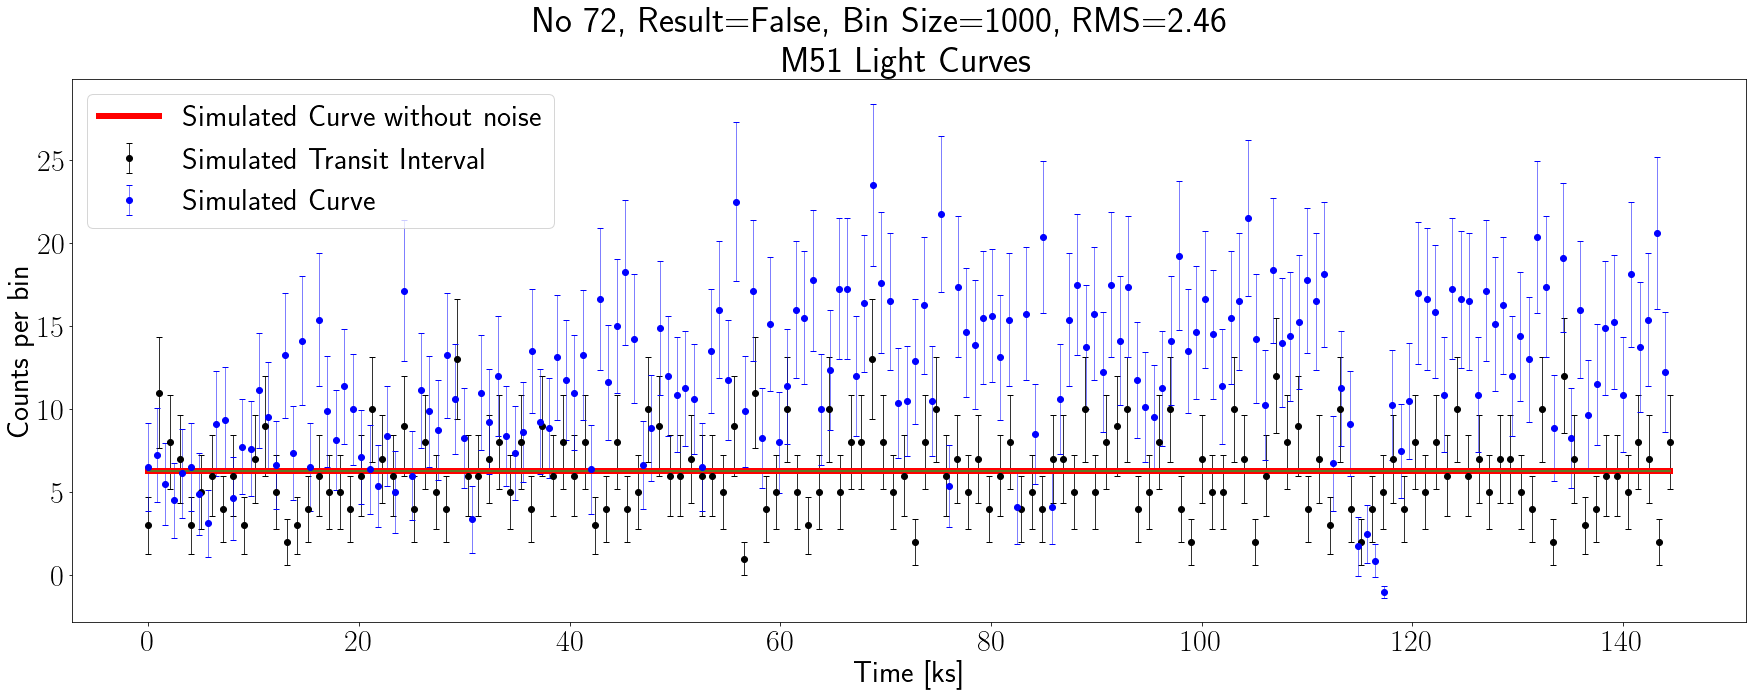 No 72, Result=False, Bin Size=1000, RMS=2.46
M51 Light Curves
Simulated Curve without noise
Simulated Transit Interval
Simulated Curve
Counts per bin
25
20
15
10
5
0
0 20 40 60 80 100 120 140
Time [ks]